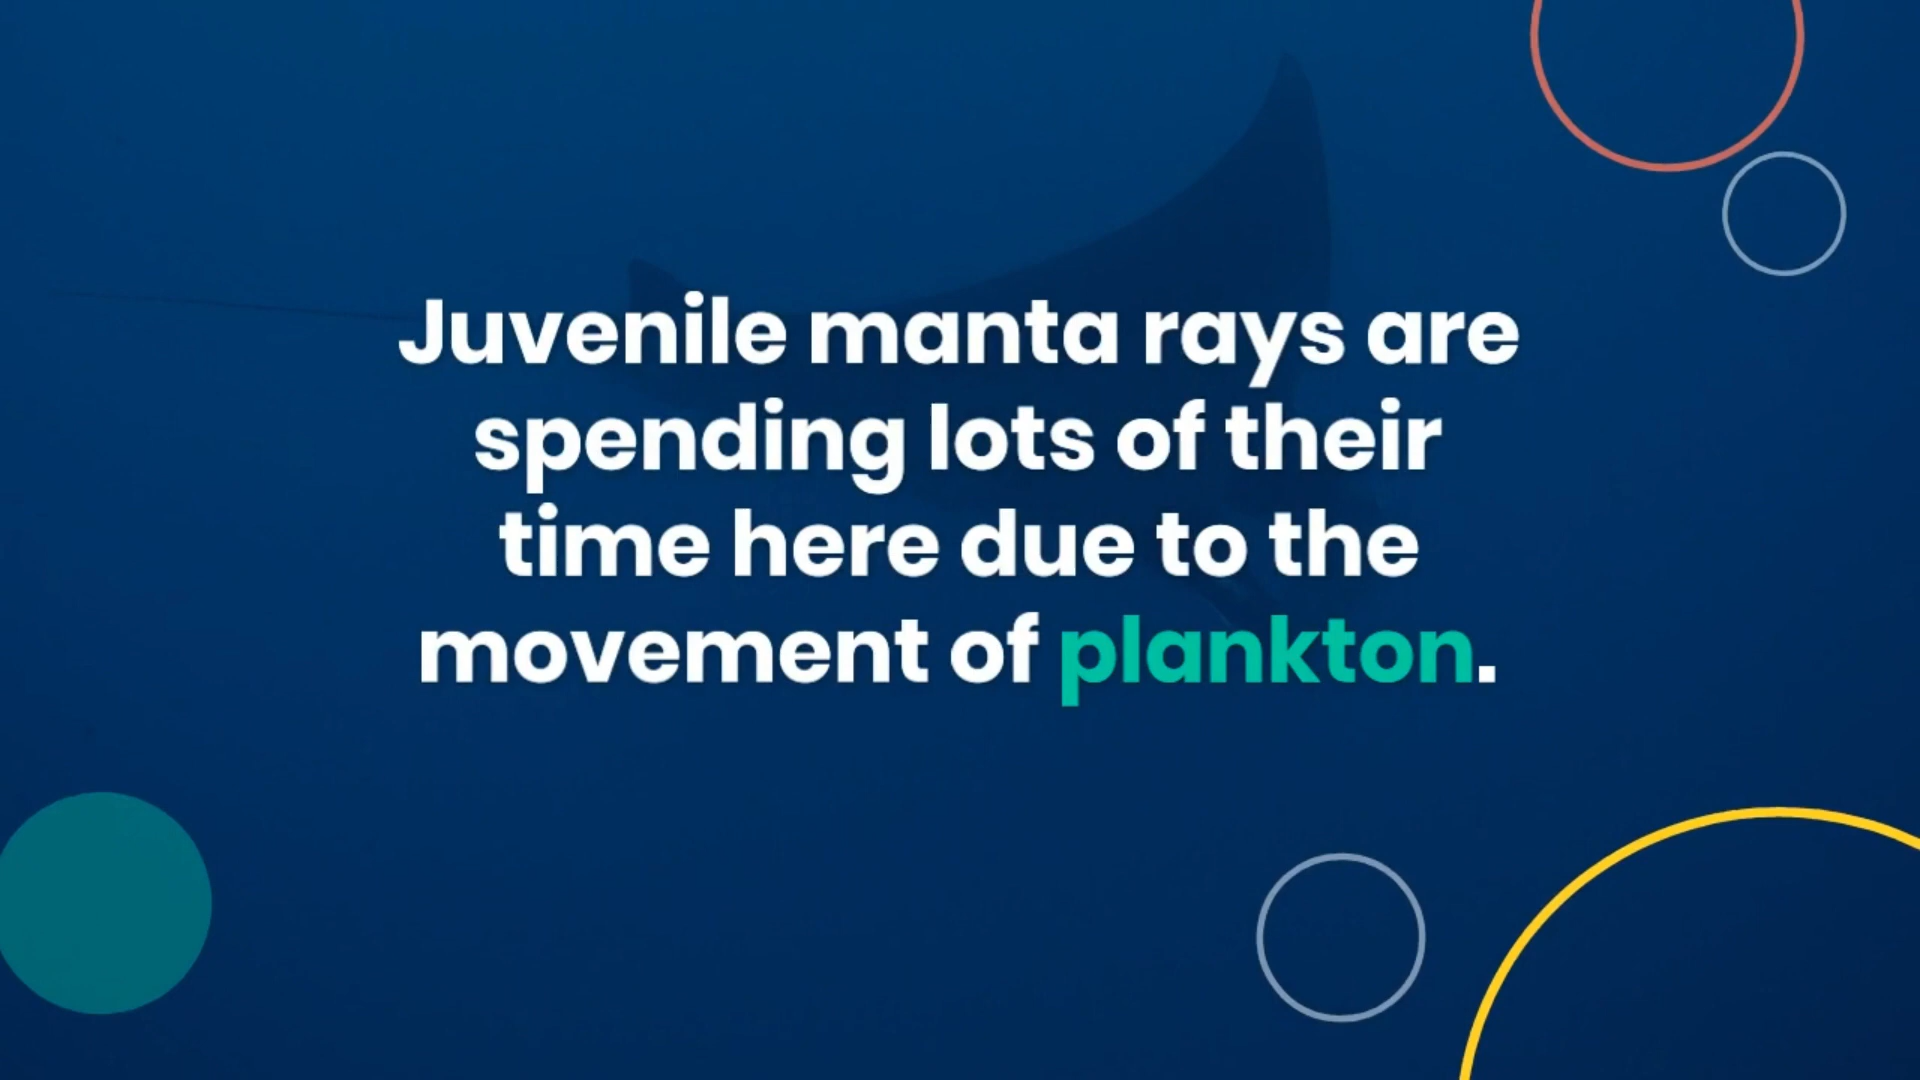 Juvenile manta rays are
spending lots of their
time here due to the
movement of plankton.